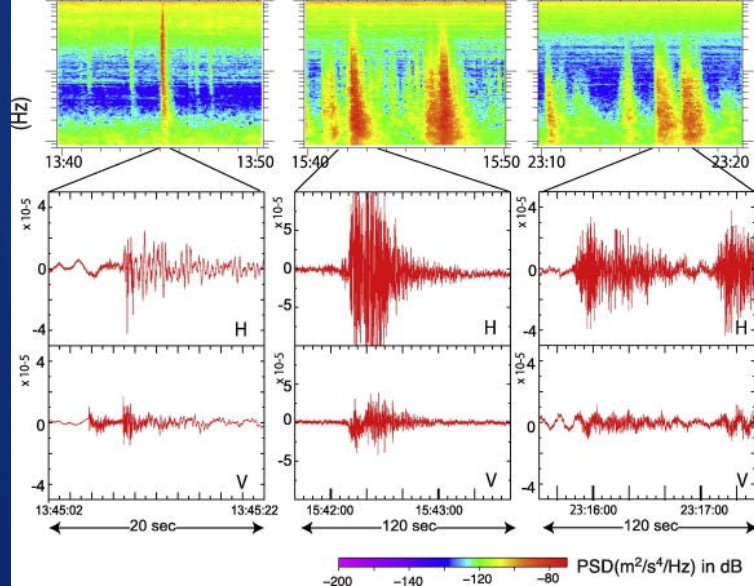 (Hz)
13:40 13:50 15:40 15:50 23:10 23:20
x 10-5 4 0 -4 H
x 10-5 5 0 -5 H
x 10-5 4 0 -4 H
x 10-5 4 0 -4 V
x 10-5 5 0 -5 V
x 10-5 4 0 -4 V
13:45:02 13:45:22 15:42:00 15:43:00 23:16:00 23:17:00
20 sec 120 sec 120 sec
PSD(m²/s⁴/Hz) in dB
-200 -140 -120 -100 -80